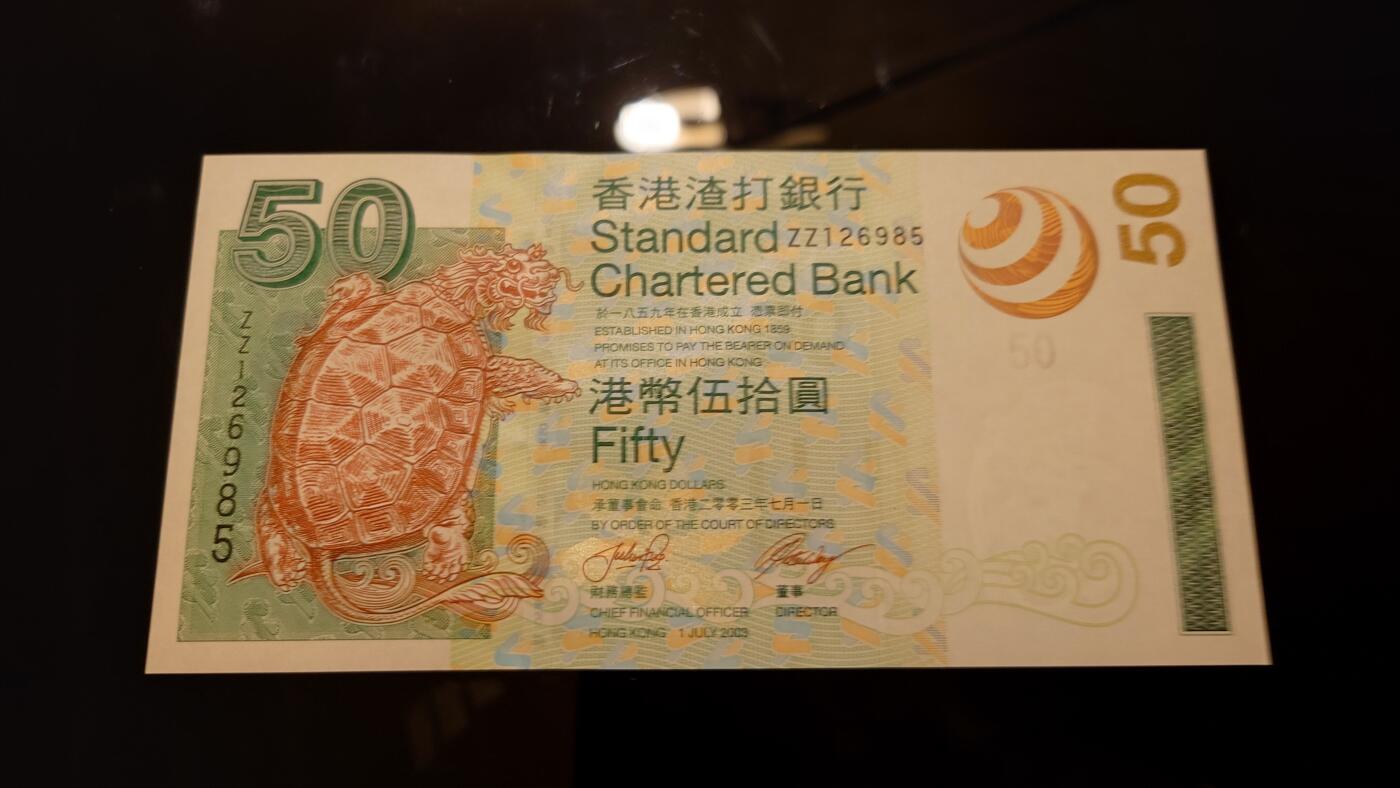 50
ZZ126985
香港渣打銀行
Standard ZZ126985
Chartered Bank
於一八五九年在香港成立 憑票即付
ESTABLISHED IN HONG KONG 1859
PROMISES TO PAY THE BEARER ON DEMAND
AT ITS OFFICE IN HONG KONG
港幣伍拾圓
Fifty
HONG KONG DOLLARS
承董事會命 香港二零零三年七月一日
BY ORDER OF THE COURT OF DIRECTORS
財務總監 董事
CHIEF FINANCIAL OFFICER DIRECTOR
HONG KONG 1 JULY 2003
50
50